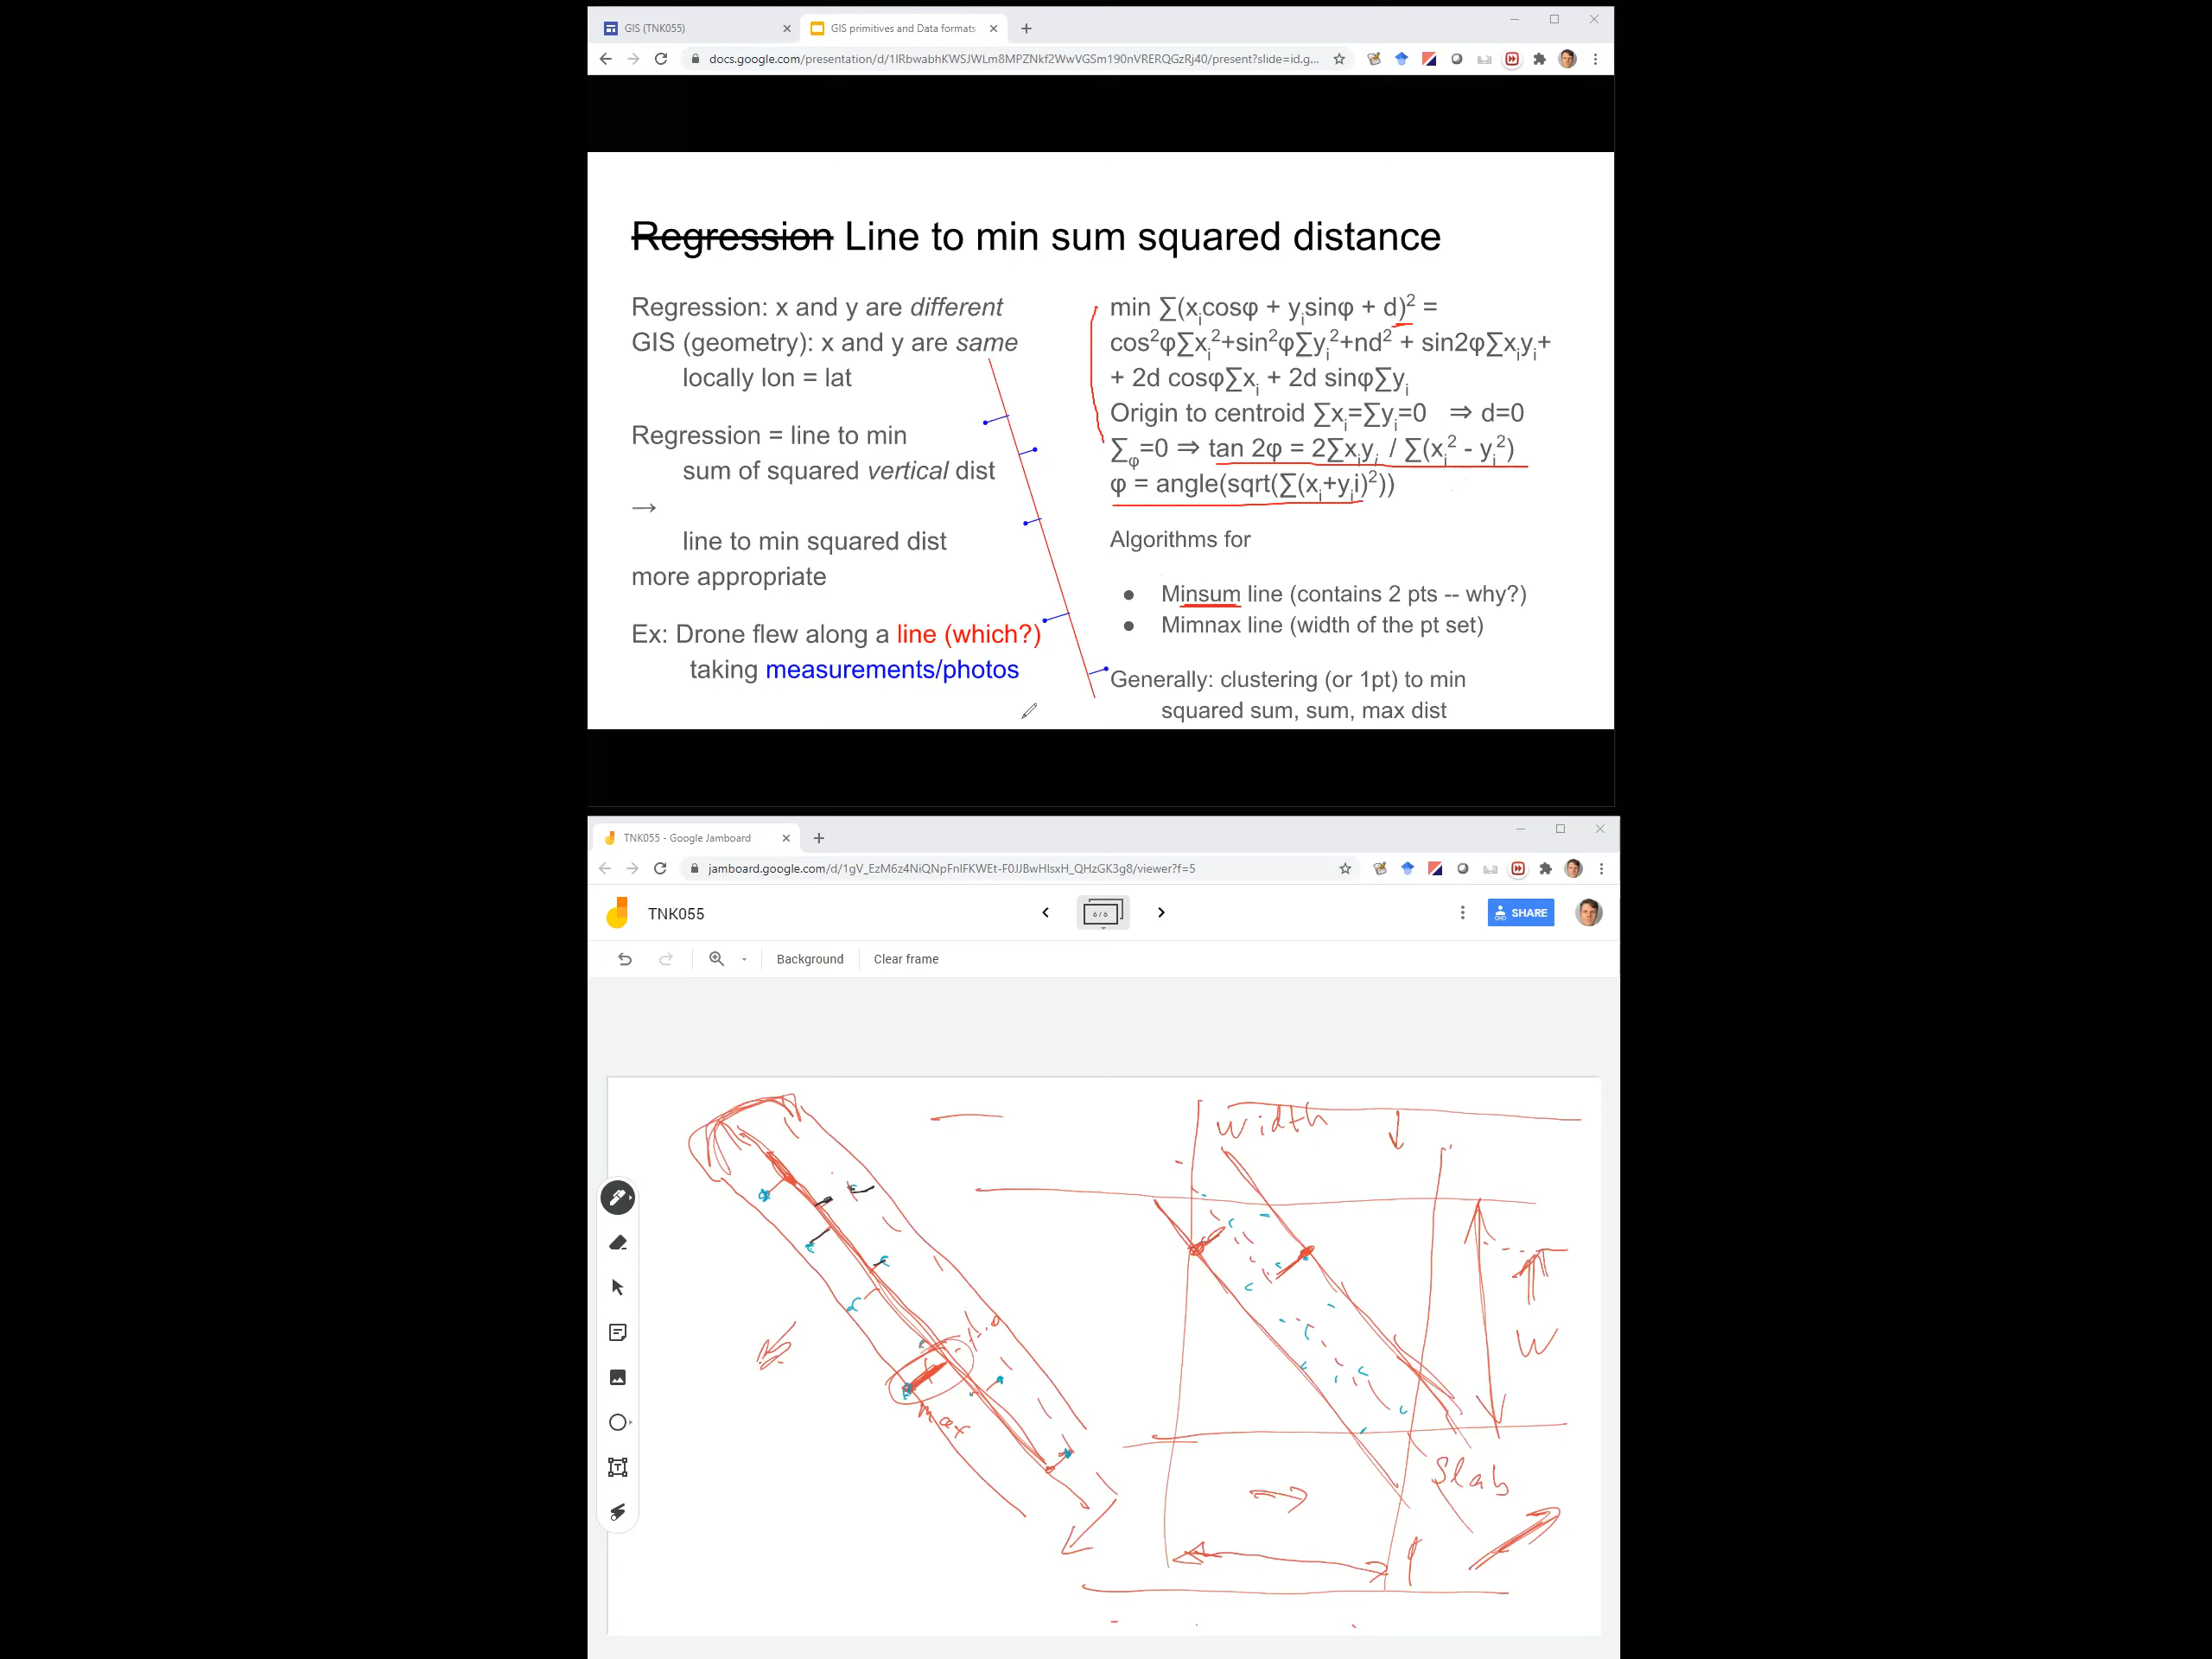 GIS (TNK055)
GIS primitives and Data formats
docs.google.com/presentation/d/1IRbwabhKWSJWLm8MPZNkf2WwVGSm190nVRERQGzRj40/present?slide=id.g...
Regression Line to min sum squared distance
Regression: x and y are different
GIS (geometry): x and y are same
locally lon = lat
Regression = line to min
sum of squared vertical dist
→
line to min squared dist
more appropriate
Ex: Drone flew along a line (which?)
taking measurements/photos
min ∑(xᵢcosφ + yᵢsinφ + d)² =
cos²φ∑xᵢ²+sin²φ∑yᵢ²+nd² + sin2φ∑xᵢyᵢ+
+ 2d cosφ∑xᵢ + 2d sinφ∑yᵢ
Origin to centroid ∑xᵢ=∑yᵢ=0 ⇒ d=0
∑φ=0 ⇒ tan 2φ = 2∑xᵢyᵢ / ∑(xᵢ² - yᵢ²)
φ = angle(sqrt(∑(xᵢ+yᵢi)²))
Algorithms for
● Minsum line (contains 2 pts -- why?)
● Mimnax line (width of the pt set)
Generally: clustering (or 1pt) to min
squared sum, sum, max dist
TNK055 - Google Jamboard
jamboard.google.com/d/1gV_EzM6z4NiQNpFnIFKWEt-F0JJBwHlsxH_QHzGK3g8/viewer?f=5
TNK055
6 / 6
SHARE
Background
Clear frame
width
W
max
Slab